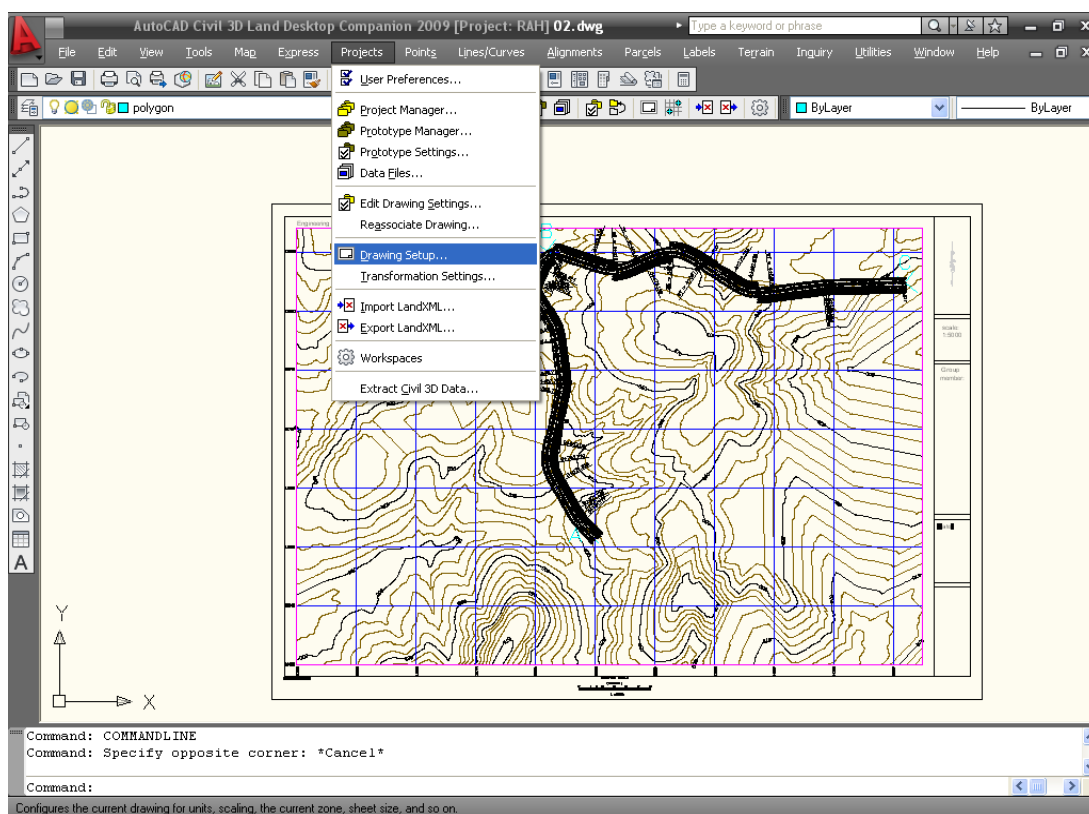 AutoCAD Civil 3D Land Desktop Companion 2009 [Project: RAH] 02.dwg
Type a keyword or phrase
File Edit View Tools Map Express Projects Points Lines/Curves Alignments Parcels Labels Terrain Inquiry Utilities Window Help
polygon
ByLayer
ByLayer
User Preferences...
Project Manager...
Prototype Manager...
Prototype Settings...
Data Files...
Edit Drawing Settings...
Reassociate Drawing...
Drawing Setup...
Transformation Settings...
Import LandXML...
Export LandXML...
Workspaces
Extract Civil 3D Data...
Engineering
B
C
A
scale:
1:5000
Group
member:
Y
X
Command: COMMANDLINE
Command: Specify opposite corner: *Cancel*
Command:
Configures the current drawing for units, scaling, the current zone, sheet size, and so on.